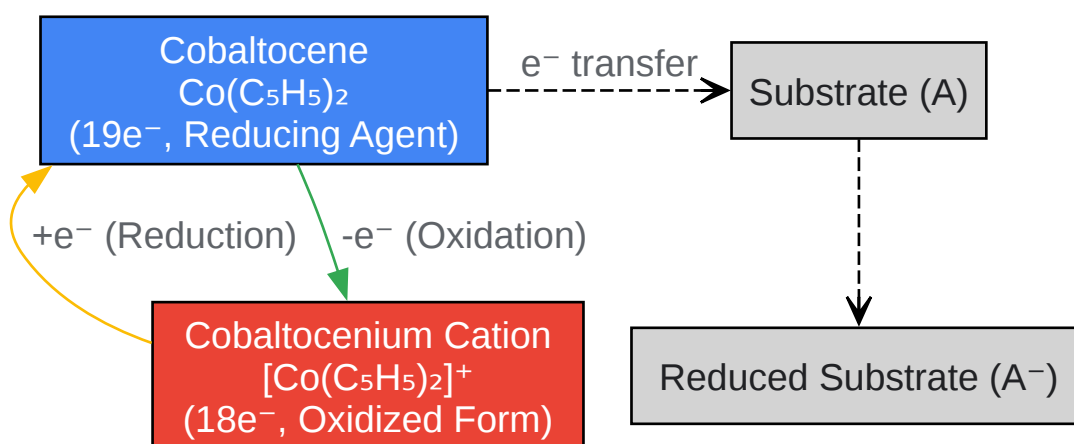 Cobaltocene
Co(C₅H₅)₂
(19e⁻, Reducing Agent)
e⁻ transfer
Substrate (A)
+e⁻ (Reduction)
-e⁻ (Oxidation)
Cobaltocenium Cation
[Co(C₅H₅)₂]⁺
(18e⁻, Oxidized Form)
Reduced Substrate (A⁻)